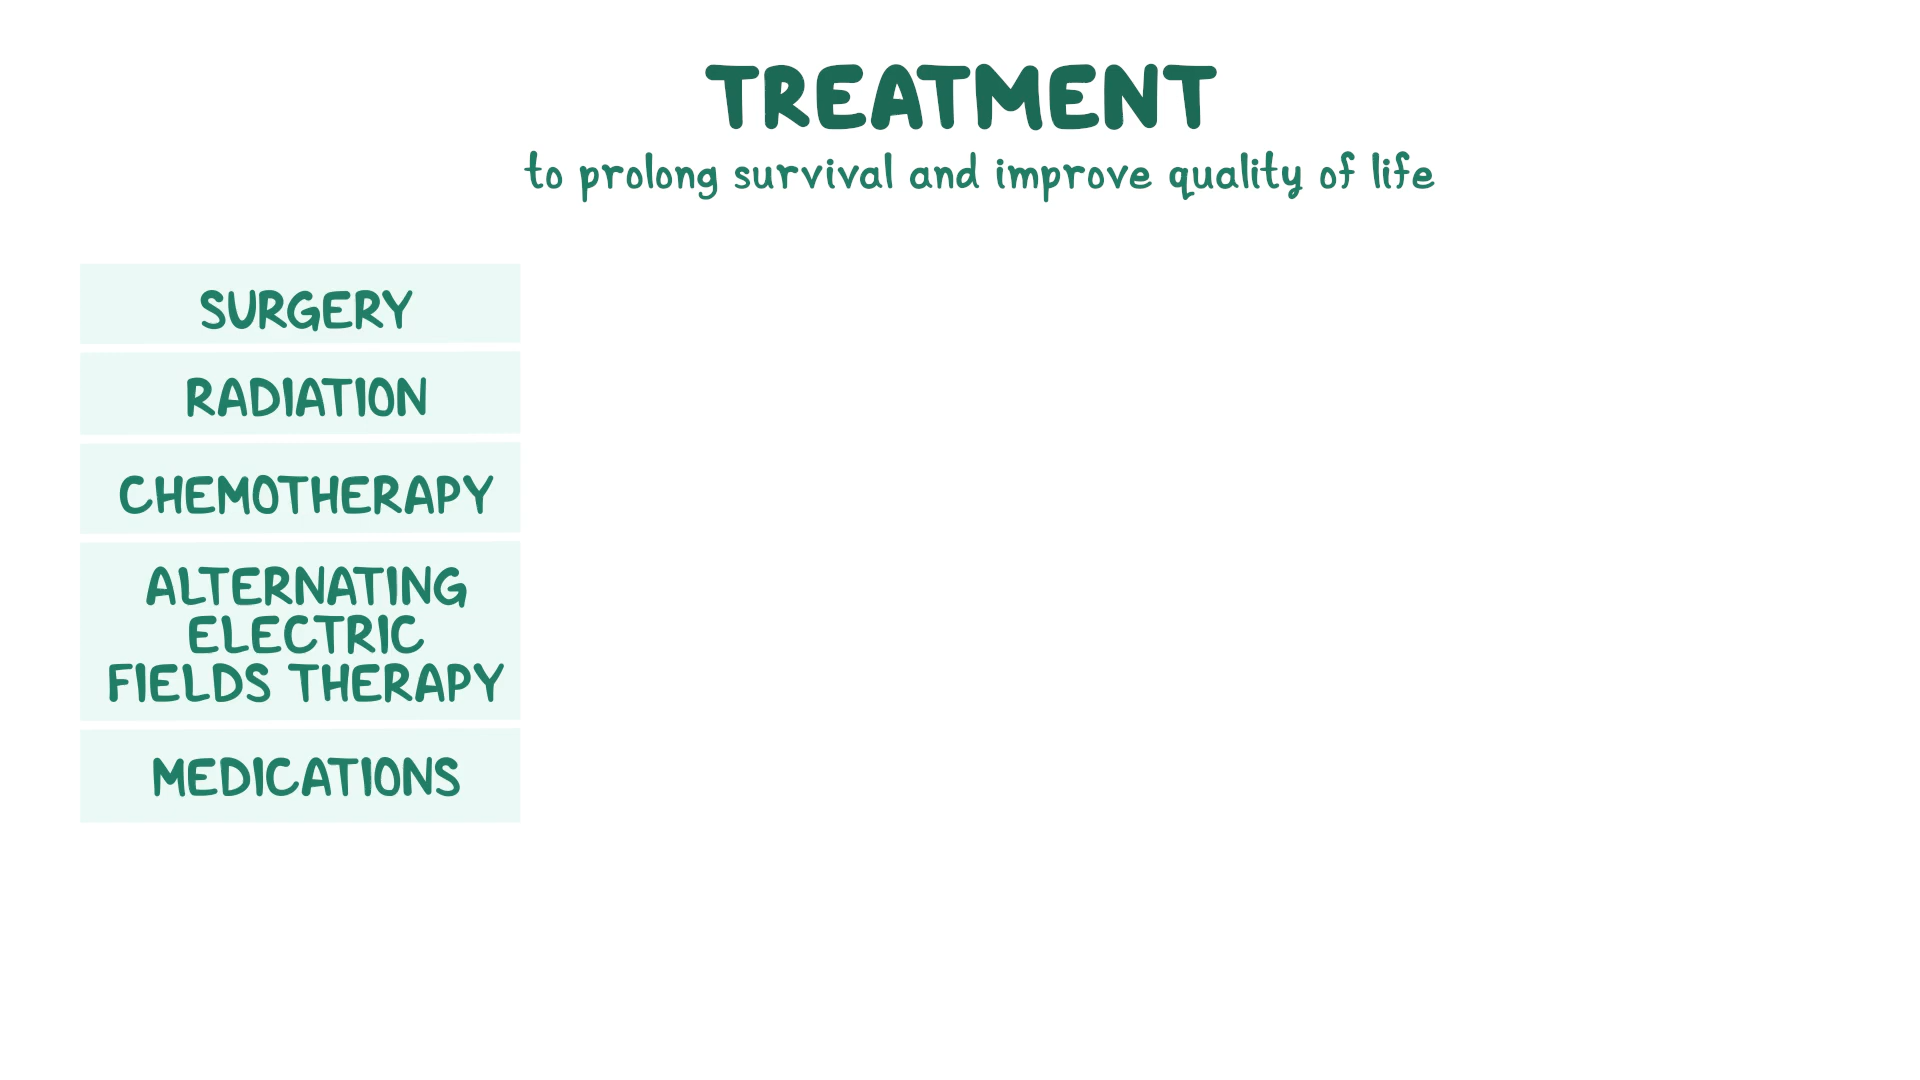 TREATMENT
to prolong survival and improve quality of life
SURGERY
RADIATION
CHEMOTHERAPY
ALTERNATING
ELECTRIC
FIELDS THERAPY
MEDICATIONS